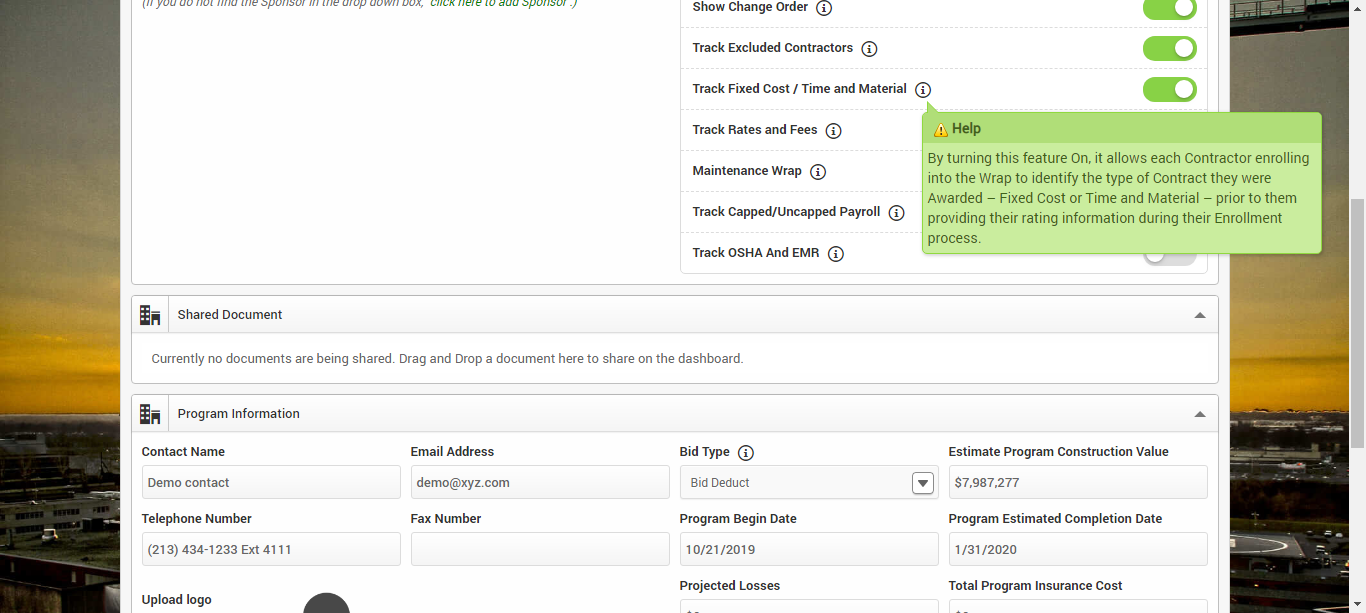 (If you do not find the Sponsor in the drop down box, "click here to add Sponsor".)
Show Change Order
Track Excluded Contractors
Track Fixed Cost / Time and Material
Track Rates and Fees
Maintenance Wrap
Track Capped/Uncapped Payroll
Track OSHA And EMR
Help
By turning this feature On, it allows each Contractor enrolling
into the Wrap to identify the type of Contract they were
Awarded – Fixed Cost or Time and Material – prior to them
providing their rating information during their Enrollment
process.
Shared Document
Currently no documents are being shared. Drag and Drop a document here to share on the dashboard.
Program Information
Contact Name
Email Address
Bid Type
Estimate Program Construction Value
Demo contact
demo@xyz.com
Bid Deduct
$7,987,277
Telephone Number
Fax Number
Program Begin Date
Program Estimated Completion Date
(213) 434-1233 Ext 4111
10/21/2019
1/31/2020
Upload logo
Projected Losses
Total Program Insurance Cost